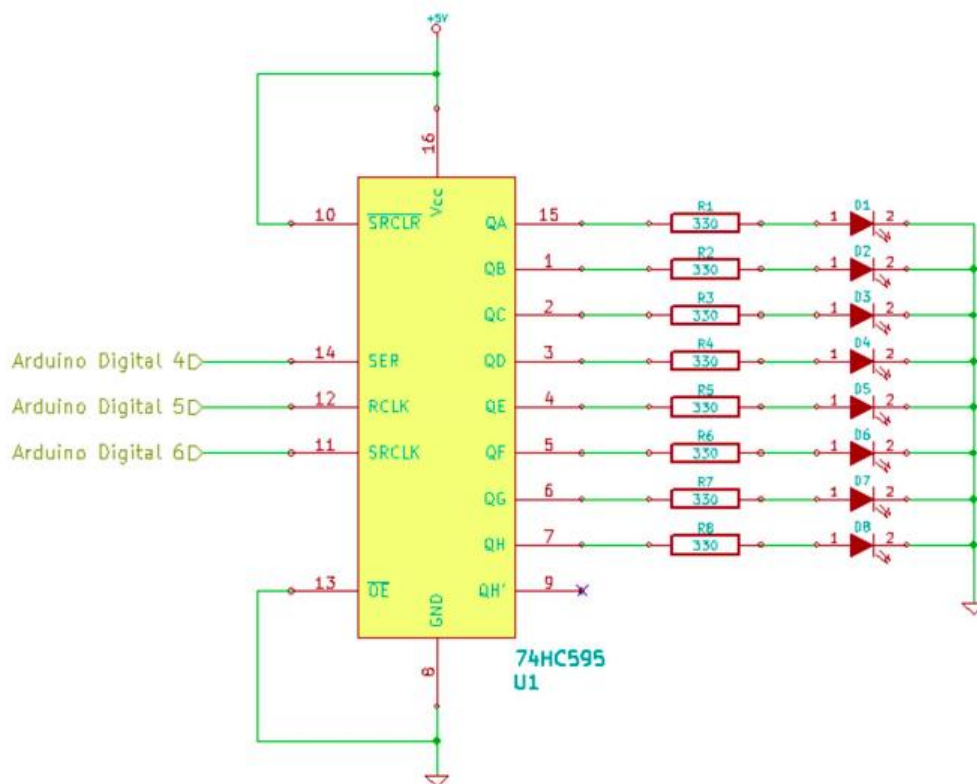 +5V
16
Vcc
10 SRCLR QA 15 R1 330 1 D1 2
QB 1 R2 330 1 D2 2
QC 2 R3 330 1 D3 2
Arduino Digital 4 14 SER QD 3 R4 330 1 D4 2
Arduino Digital 5 12 RCLK QE 4 R5 330 1 D5 2
Arduino Digital 6 11 SRCLK QF 5 R6 330 1 D6 2
QG 6 R7 330 1 D7 2
QH 7 R8 330 1 D8 2
13 OE QH' 9
GND
8
74HC595
U1